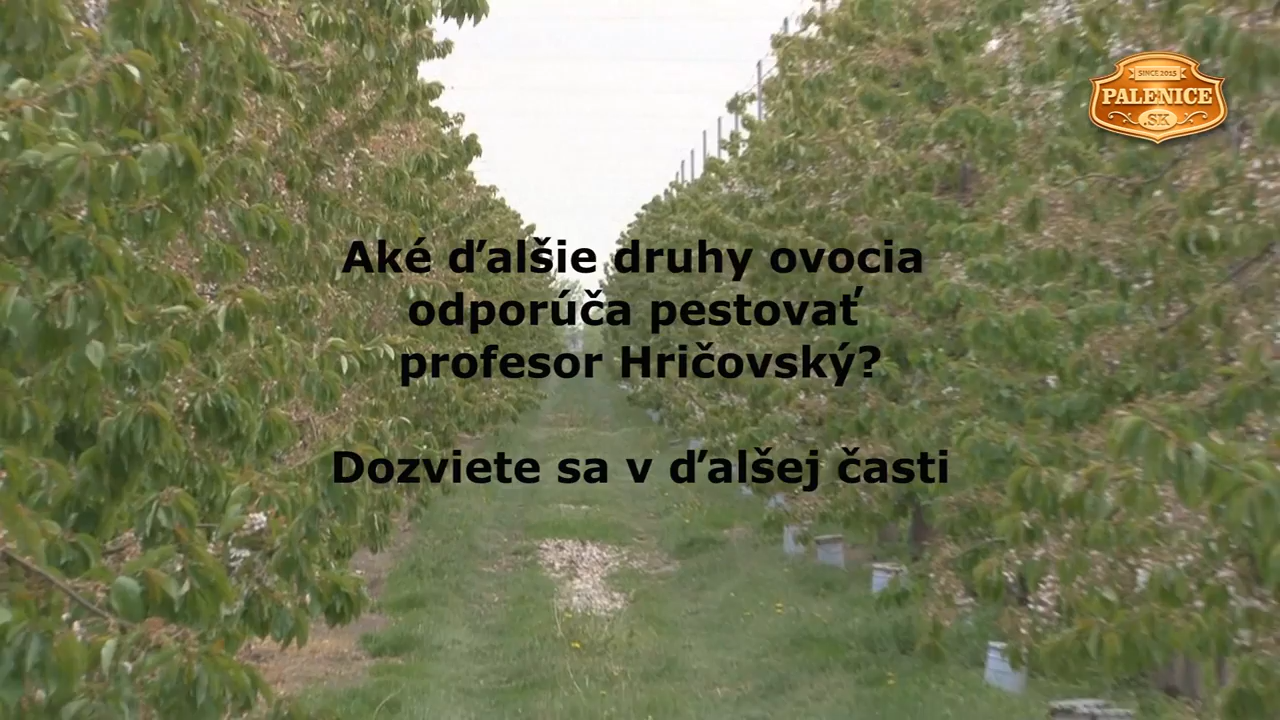 SINCE 2015
PALENICE
.SK
Aké ďalšie druhy ovocia
odporúča pestovať
profesor Hričovský?
Dozviete sa v ďalšej časti